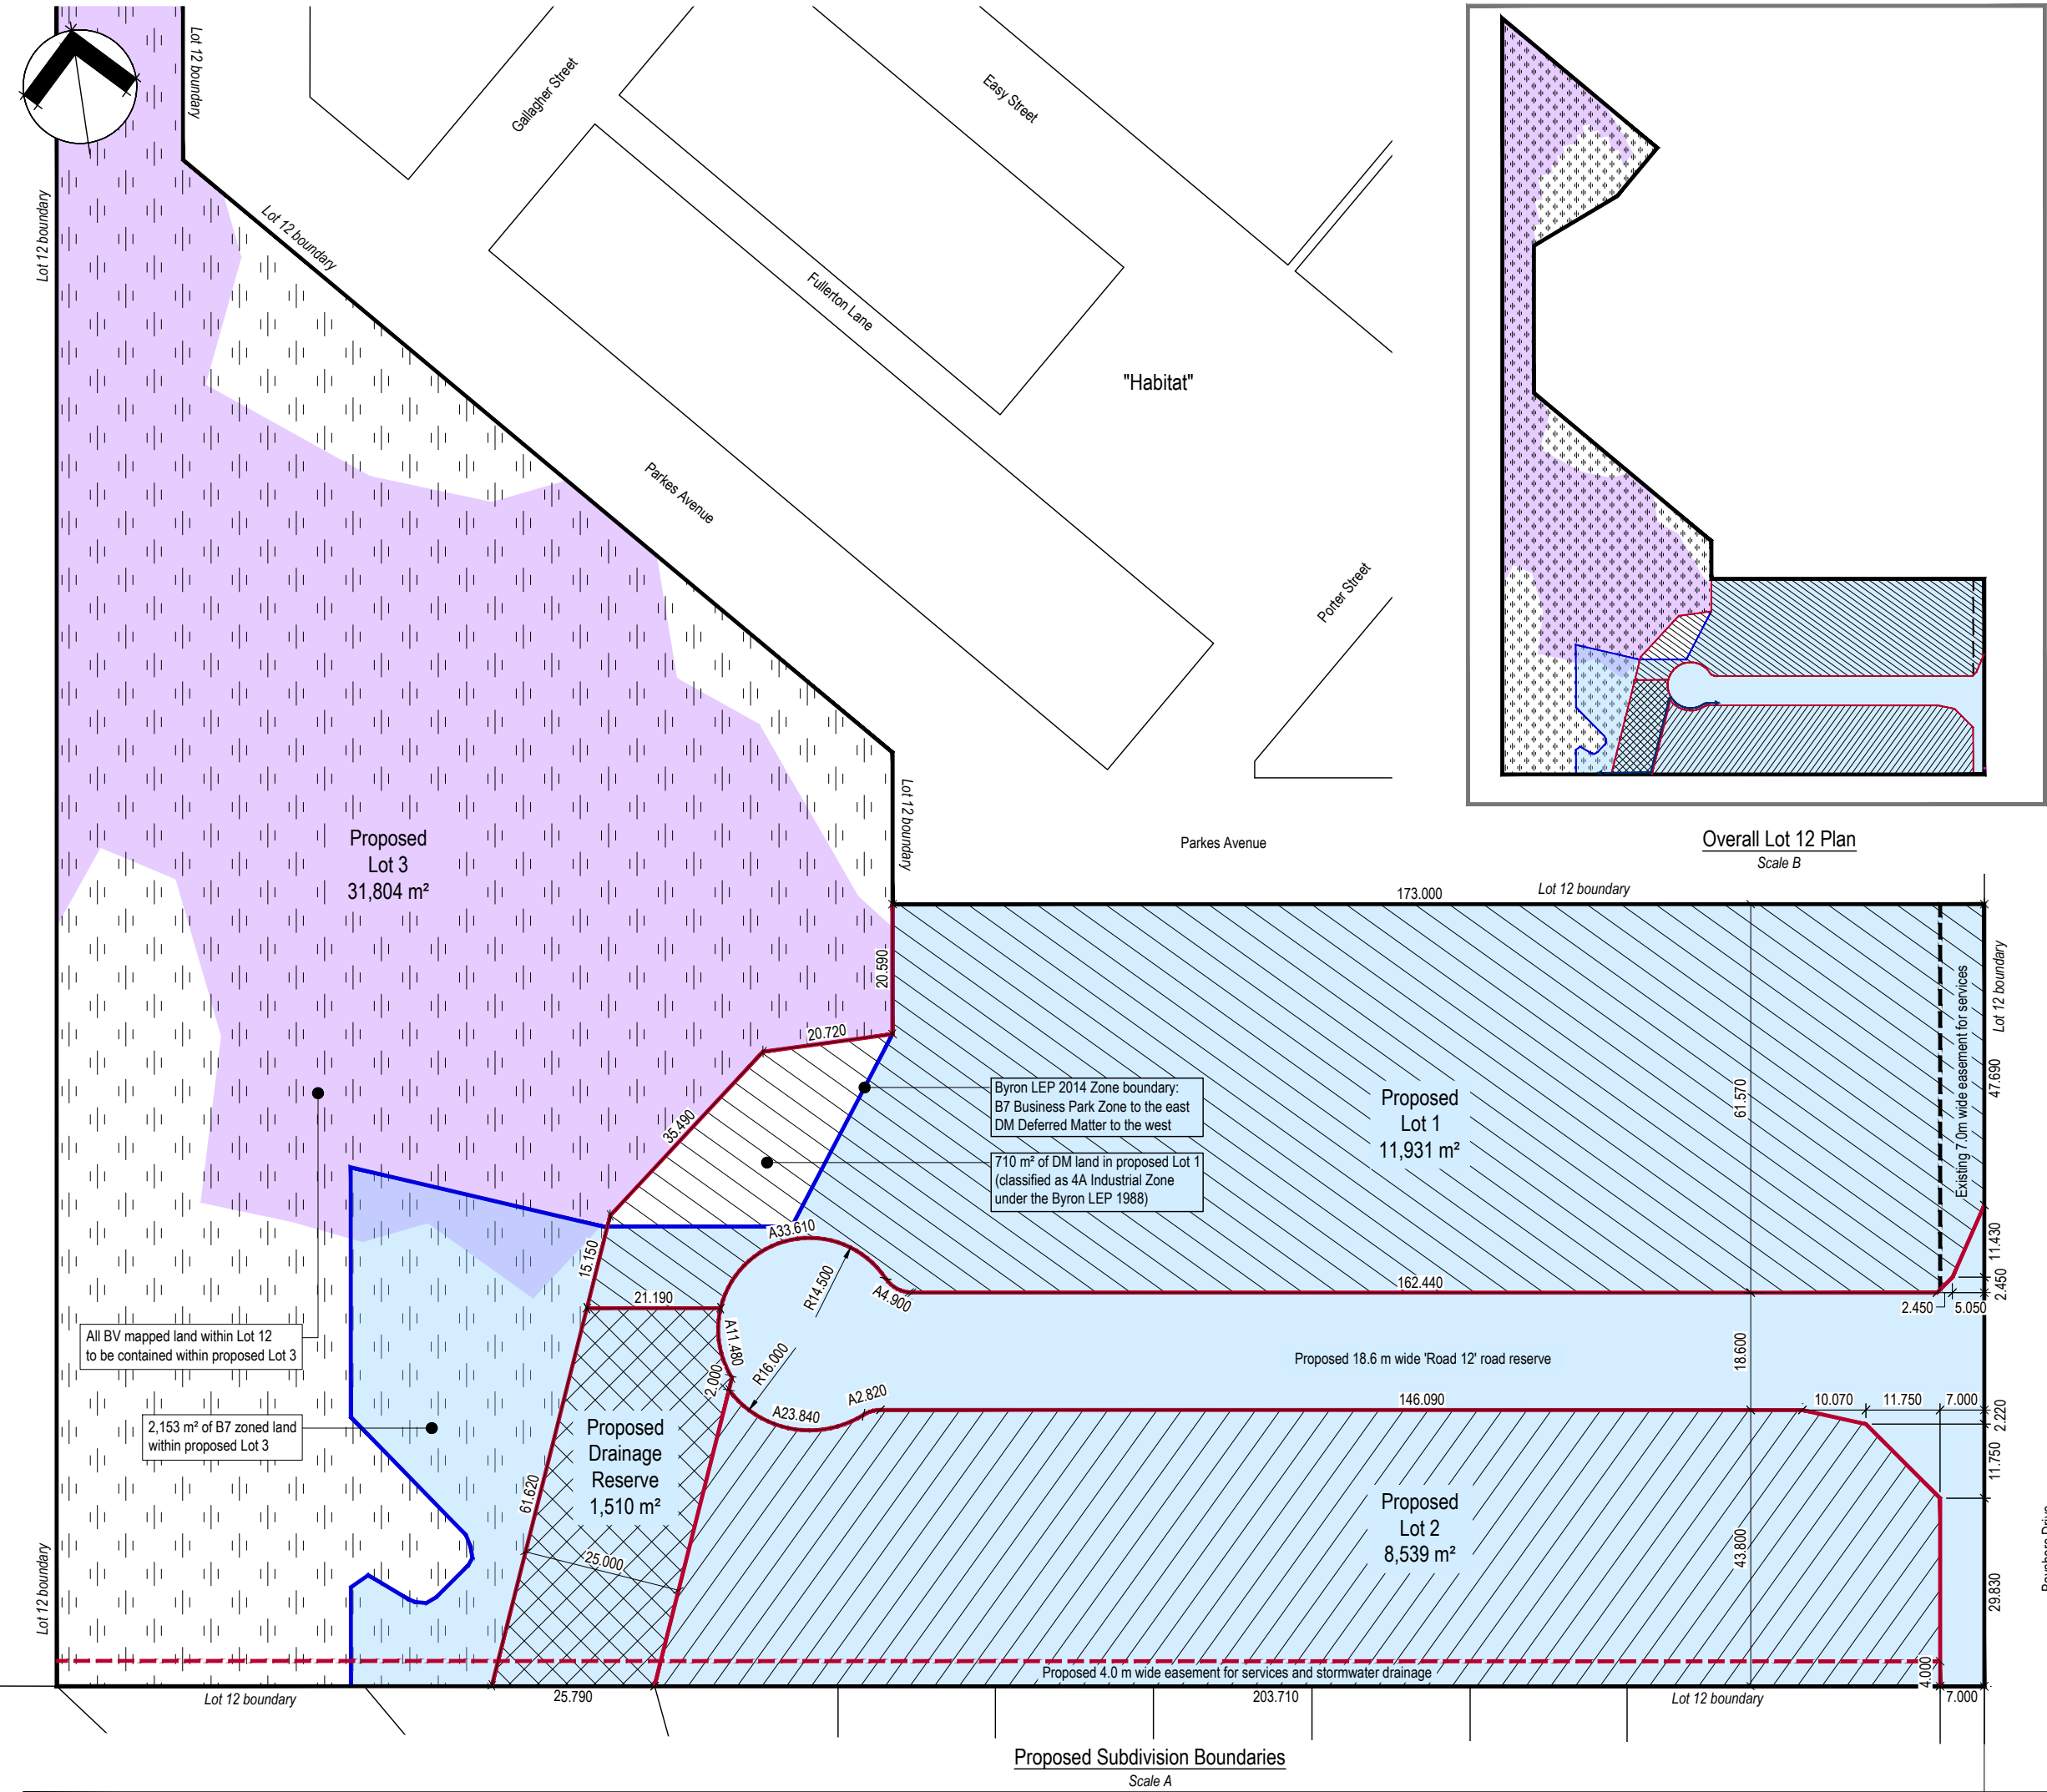 Lot 12 boundary
Lot 12 boundary
Lot 12 boundary
Gallagher Street
Easy Street
Fullerton Lane
"Habitat"
Parkes Avenue
Porter Street
Lot 12 boundary
Parkes Avenue
Overall Lot 12 Plan
Scale B
Proposed
Lot 3
31,804 m²
173.000
Lot 12 boundary
Lot 12 boundary
20.590
20.720
35.490
Existing 7.0m wide easement for services
47.690
61.570
Byron LEP 2014 Zone boundary:
B7 Business Park Zone to the east
DM Deferred Matter to the west
710 m² of DM land in proposed Lot 1
(classified as 4A Industrial Zone
under the Byron LEP 1988)
Proposed
Lot 1
11,931 m²
A33.610
15.150
R14.500
21.190
A4.900
162.440
11.430
2.450
2.450
5.050
All BV mapped land within Lot 12
to be contained within proposed Lot 3
A11.480
2.000
R16.000
Proposed 18.6 m wide 'Road 12' road reserve
18.600
A2.820
A23.840
146.090
10.070
11.750
7.000
2.220
2,153 m² of B7 zoned land
within proposed Lot 3
Proposed
Drainage
Reserve
1,510 m²
61.620
25.000
Proposed
Lot 2
8,539 m²
43.800
11.750
29.830
Lot 12 boundary
Proposed 4.0 m wide easement for services and stormwater drainage
4.000
Lot 12 boundary
25.790
203.710
Lot 12 boundary
7.000
Proposed Subdivision Boundaries
Scale A